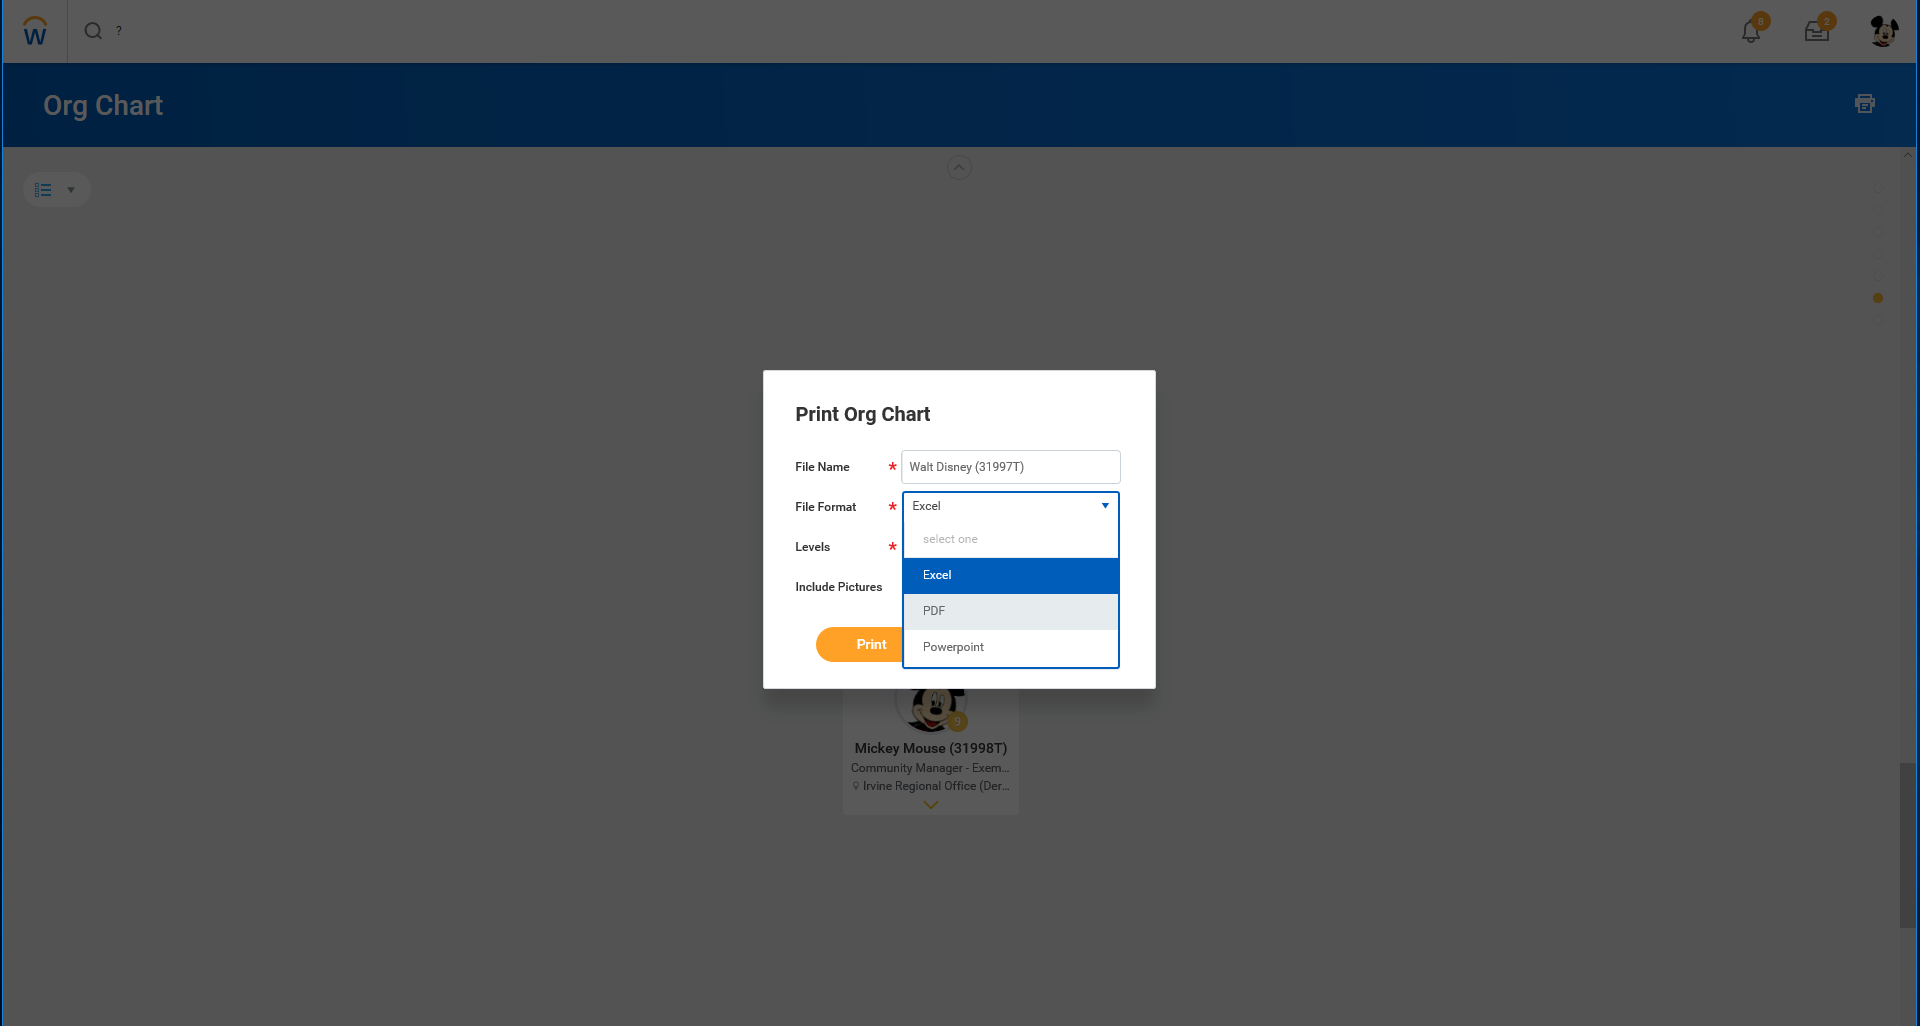 W
?
8
2
Org Chart
Print Org Chart
File Name * Walt Disney (31997T)
File Format * Excel
select one
Levels *
Excel
Include Pictures
PDF
Print
Powerpoint
9
Mickey Mouse (31998T)
Community Manager - Exem...
Irvine Regional Office (Der...